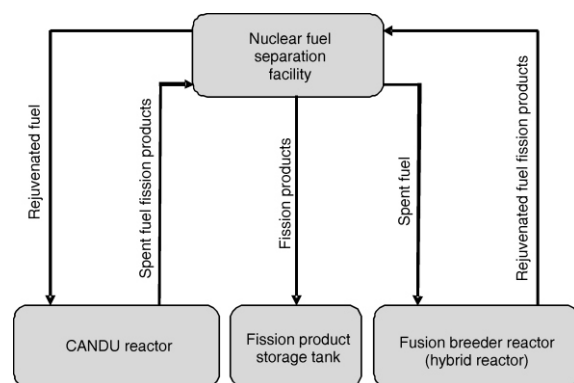 Nuclear fuel
separation
facility
Rejuvenated fuel
Spent fuel fission products
Fission products
Spent fuel
Rejuvenated fuel fission products
CANDU reactor
Fission product
storage tank
Fusion breeder reactor
(hybrid reactor)